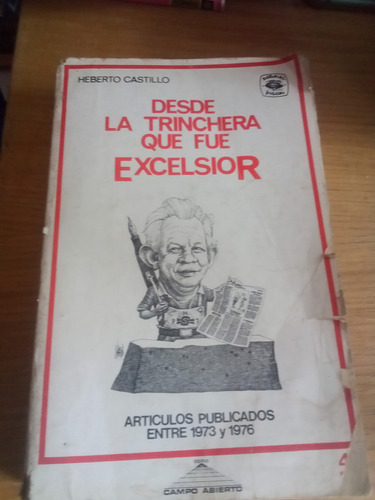 HEBERTO CASTILLO
DESDE
LA TRINCHERA
QUE FUE
EXCELSIOR
ARTICULOS PUBLICADOS
ENTRE 1973 y 1976
CAMPO ABIERTO